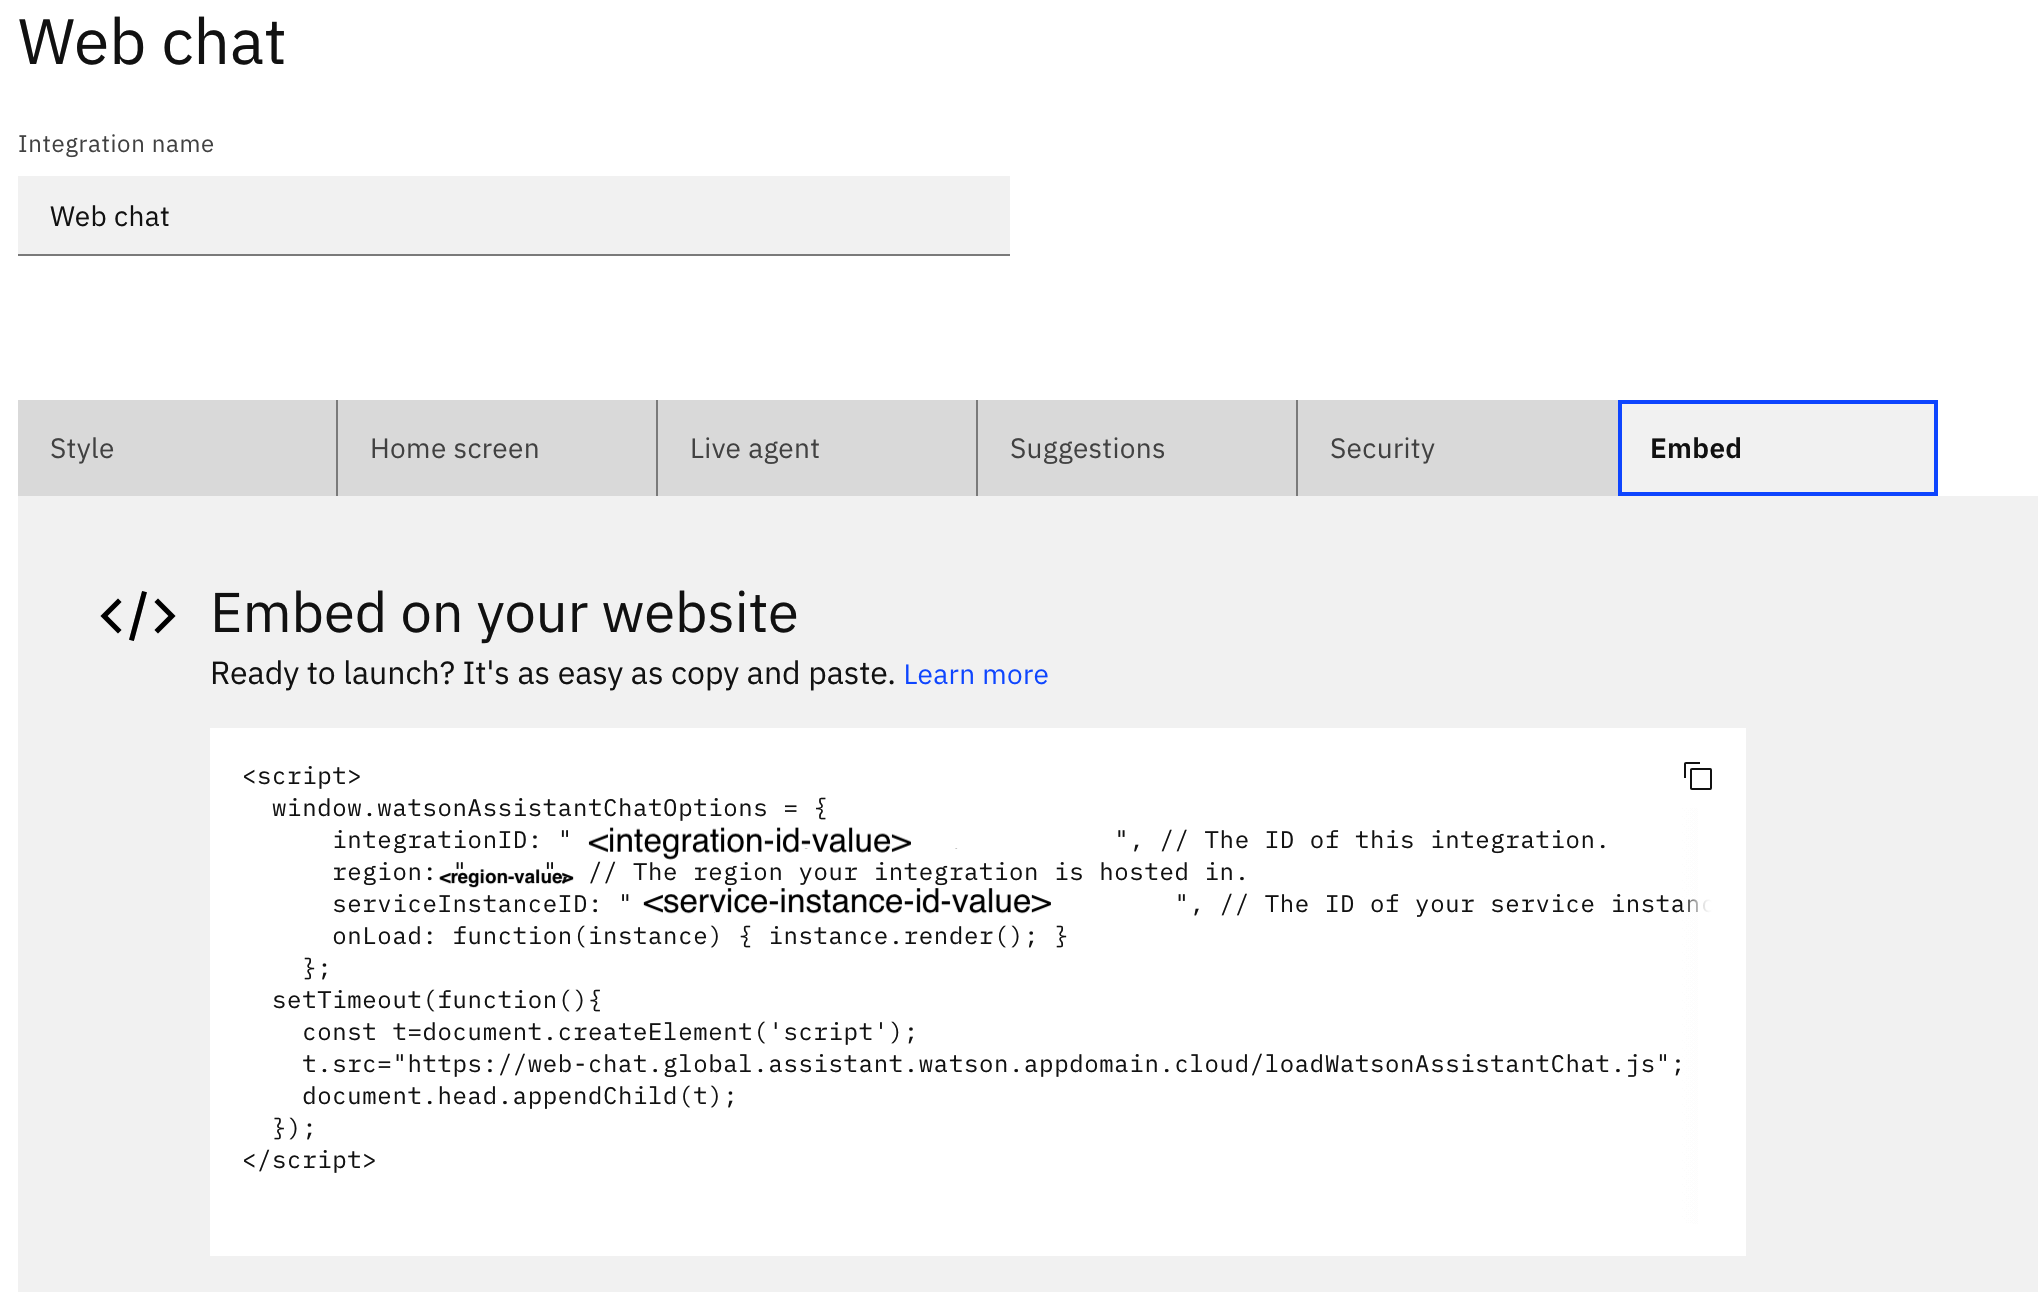 Web chat
Integration name
Web chat
Style Home screen Live agent Suggestions Security Embed
</> Embed on your website
Ready to launch? It's as easy as copy and paste. Learn more
<script>
window.watsonAssistantChatOptions = {
integrationID: " <integration-id-value> ", // The ID of this integration.
region: "<region-value>" // The region your integration is hosted in.
serviceInstanceID: " <service-instance-id-value> ", // The ID of your service instanc
onLoad: function(instance) { instance.render(); }
};
setTimeout(function(){
const t=document.createElement('script');
t.src="https://web-chat.global.assistant.watson.appdomain.cloud/loadWatsonAssistantChat.js";
document.head.appendChild(t);
});
</script>